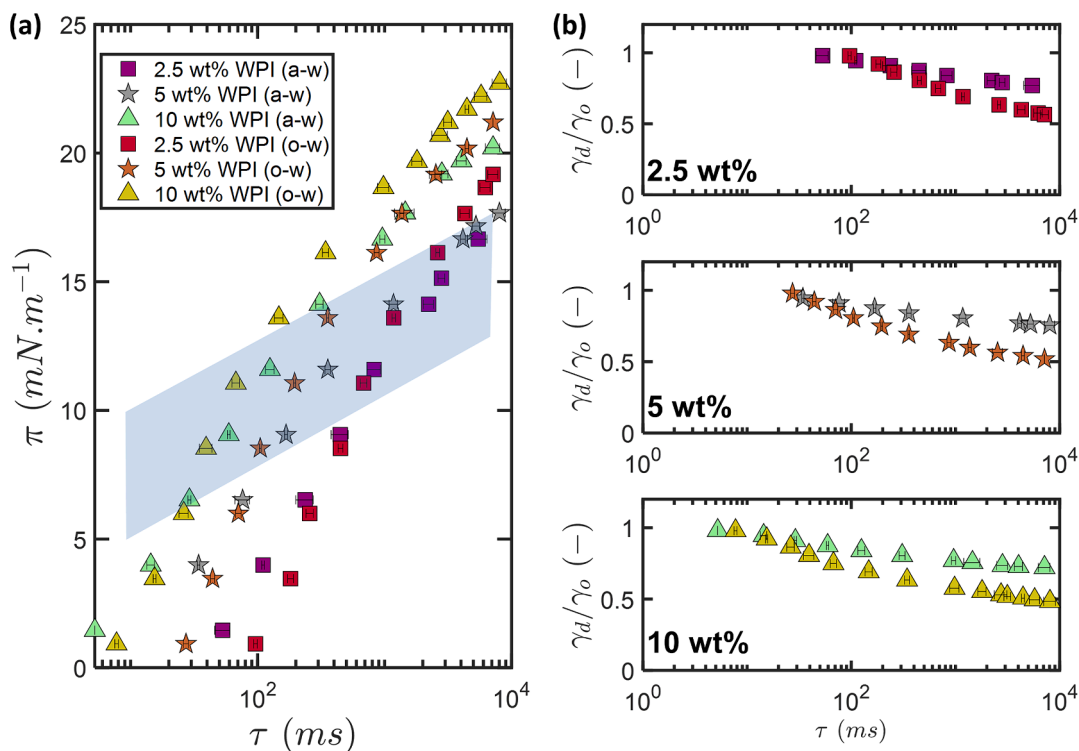 (a)
25
20
15
10
5
0
π (mN.m⁻¹)
2.5 wt% WPI (a-w)
5 wt% WPI (a-w)
10 wt% WPI (a-w)
2.5 wt% WPI (o-w)
5 wt% WPI (o-w)
10 wt% WPI (o-w)
10²
10⁴
τ (ms)
(b)
1
0.5
0
γd/γo (−)
2.5 wt%
10⁰
10²
10⁴
1
0.5
0
γd/γo (−)
5 wt%
10⁰
10²
10⁴
1
0.5
0
γd/γo (−)
10 wt%
10⁰
10²
10⁴
τ (ms)